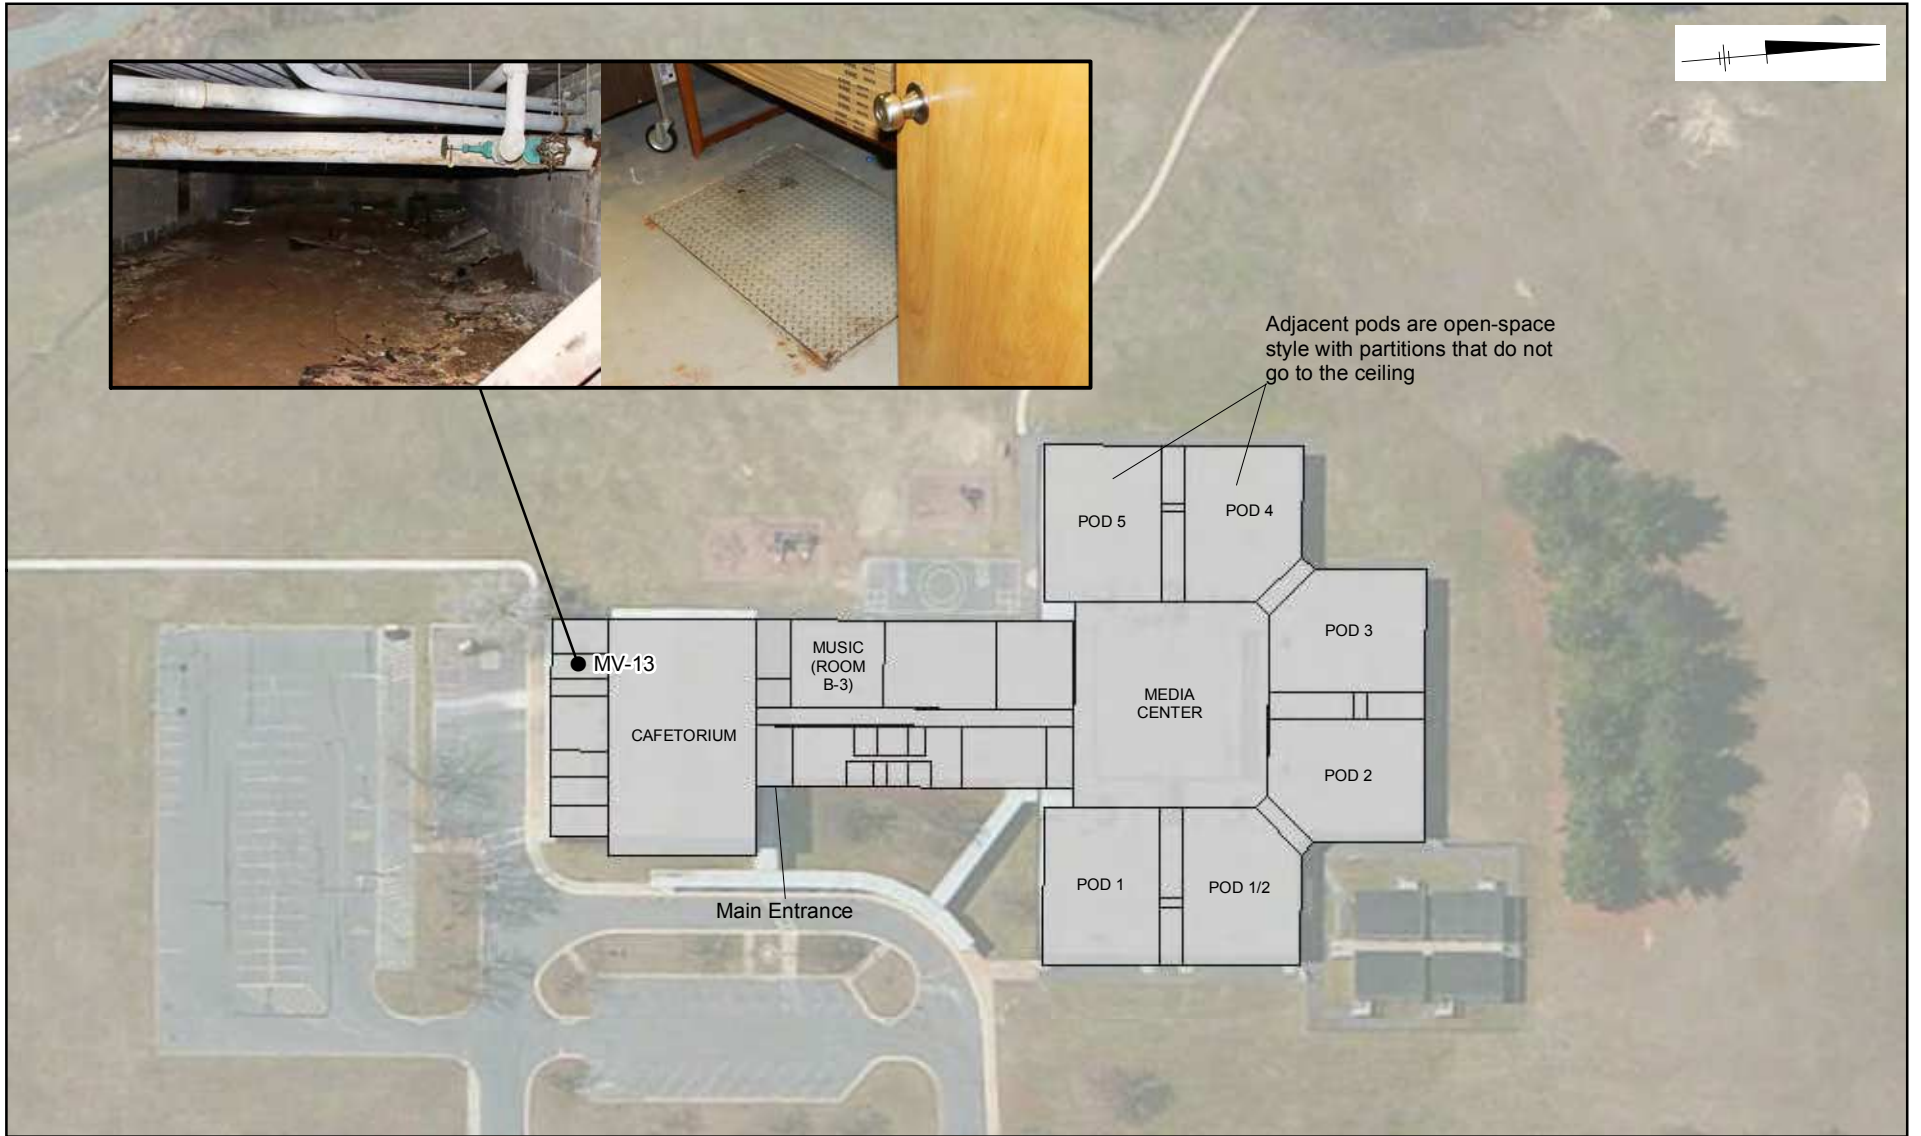 Adjacent pods are open-space
style with partitions that do not
go to the ceiling
POD 5
POD 4
POD 3
MUSIC
(ROOM
B-3)
MV-13
MEDIA
CENTER
CAFETORIUM
POD 2
POD 1
POD 1/2
Main Entrance